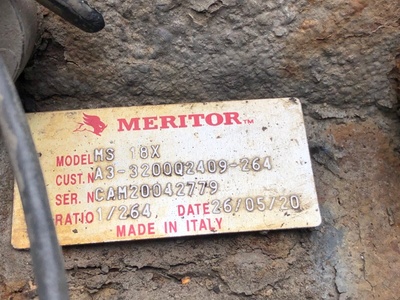 MERITOR™
MODEL MS 18X
CUST.N A3-3200Q2409-264
SER. N CAM20042779
RATIO 1/264 DATE 26/05/20
MADE IN ITALY